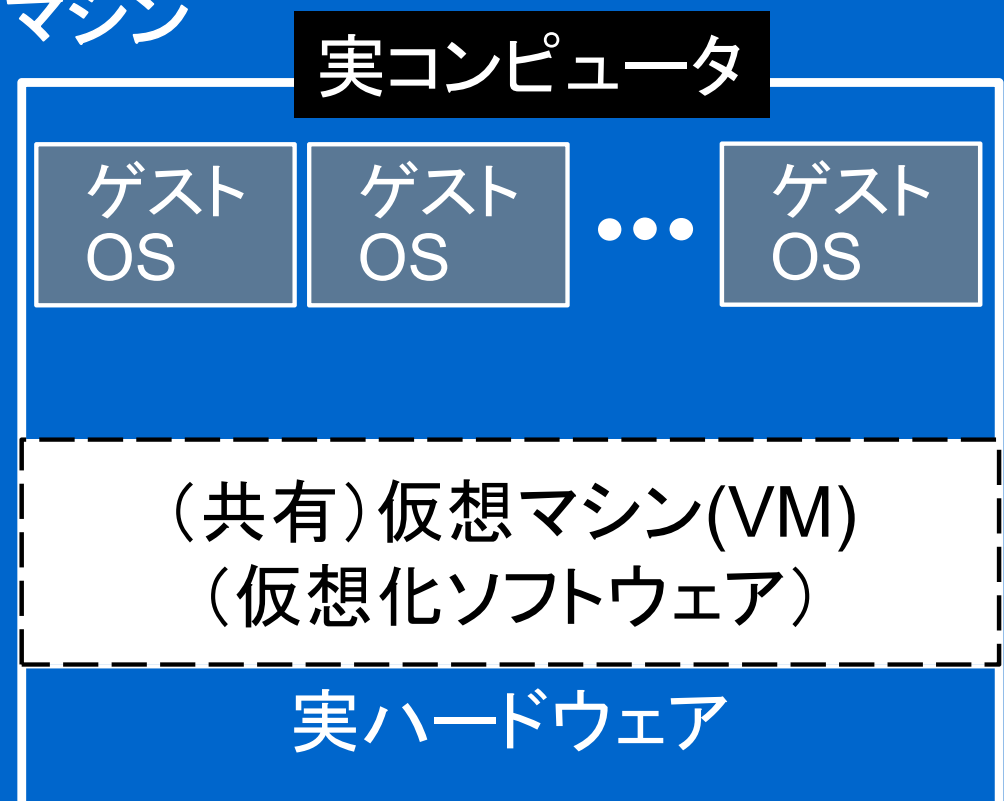 マシン
実コンピュータ
ゲスト
OS
ゲスト
OS
ゲスト
OS
（共有）仮想マシン(VM)
（仮想化ソフトウェア）
実ハードウェア